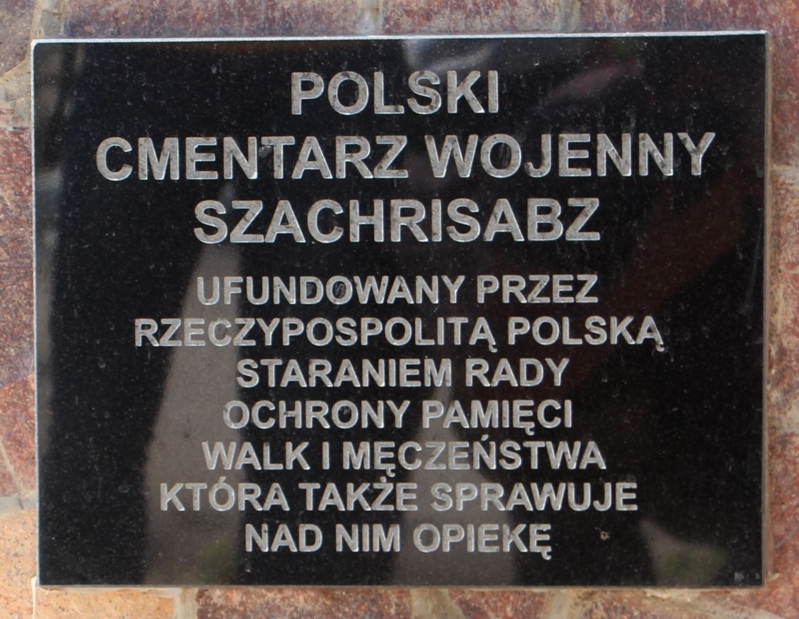 POLSKI
CMENTARZ WOJENNY
SZACHRISABZ
UFUNDOWANY PRZEZ
RZECZYPOSPOLITĄ POLSKĄ
STARANIEM RADY
OCHRONY PAMIĘCI
WALK I MĘCZEŃSTWA
KTÓRA TAKŻE SPRAWUJE
NAD NIM OPIEKĘ